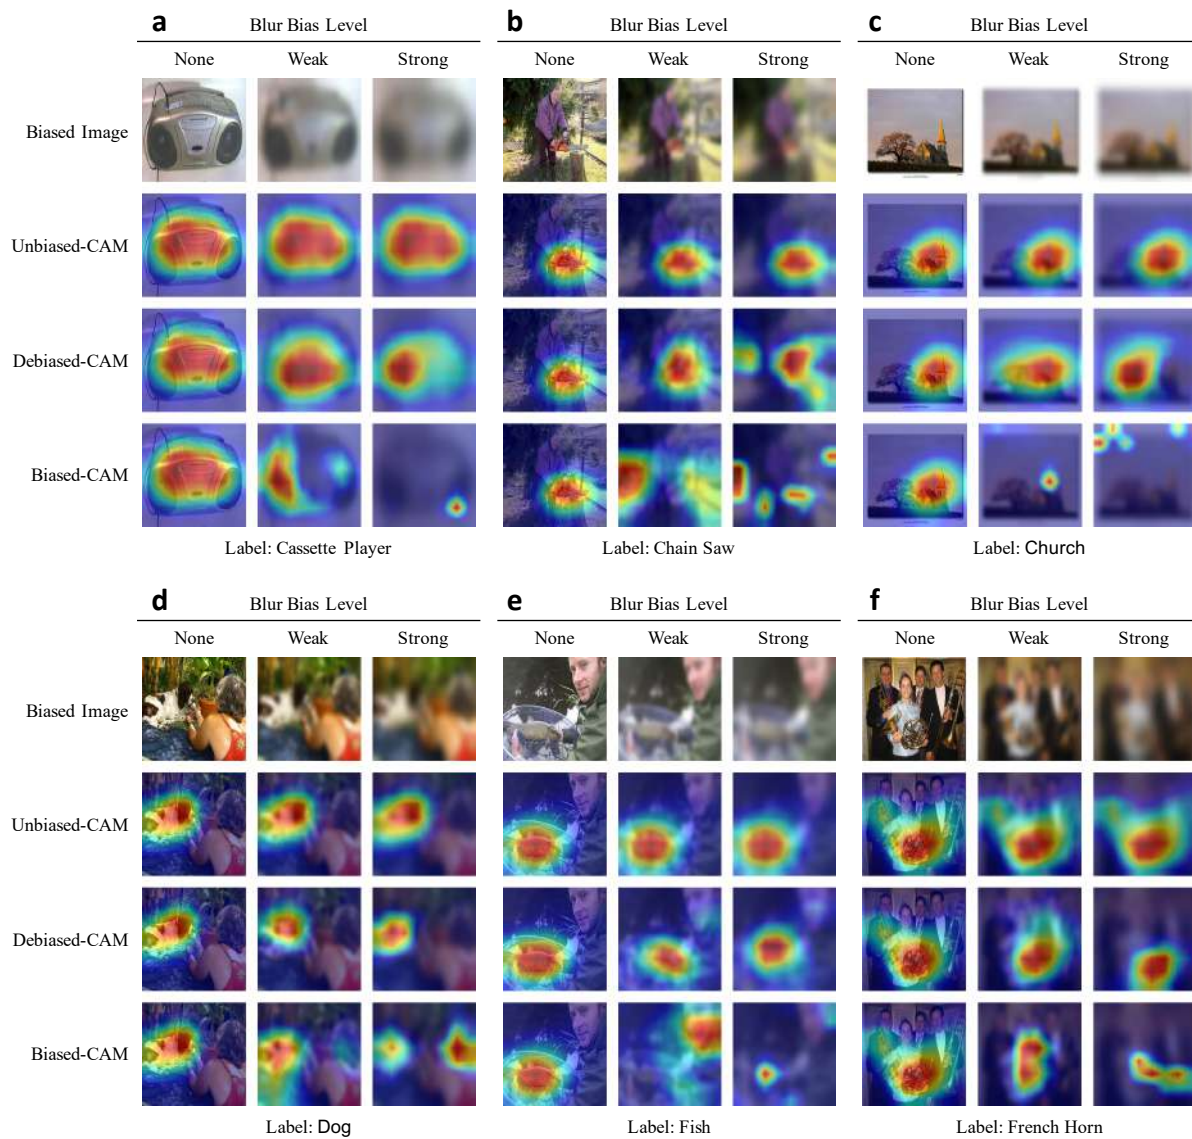 a b c
Blur Bias Level Blur Bias Level Blur Bias Level
None Weak Strong None Weak Strong None Weak Strong
Biased Image
Unbiased-CAM
Debiased-CAM
Biased-CAM
Label: Cassette Player Label: Chain Saw Label: Church
d e f
Blur Bias Level Blur Bias Level Blur Bias Level
None Weak Strong None Weak Strong None Weak Strong
Biased Image
Unbiased-CAM
Debiased-CAM
Biased-CAM
Label: Dog Label: Fish Label: French Horn